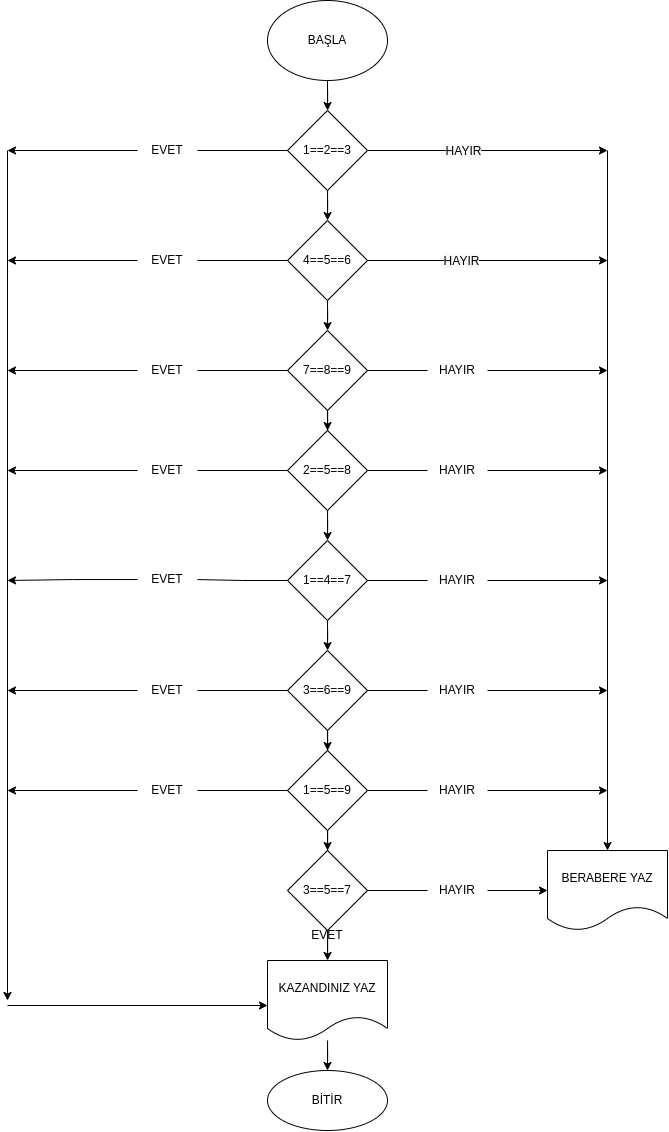 BAŞLA
EVET
1==2==3
HAYIR
EVET
4==5==6
HAYIR
EVET
7==8==9
HAYIR
EVET
2==5==8
HAYIR
EVET
1==4==7
HAYIR
EVET
3==6==9
HAYIR
EVET
1==5==9
HAYIR
3==5==7
HAYIR
BERABERE YAZ
EVET
KAZANDINIZ YAZ
BİTİR